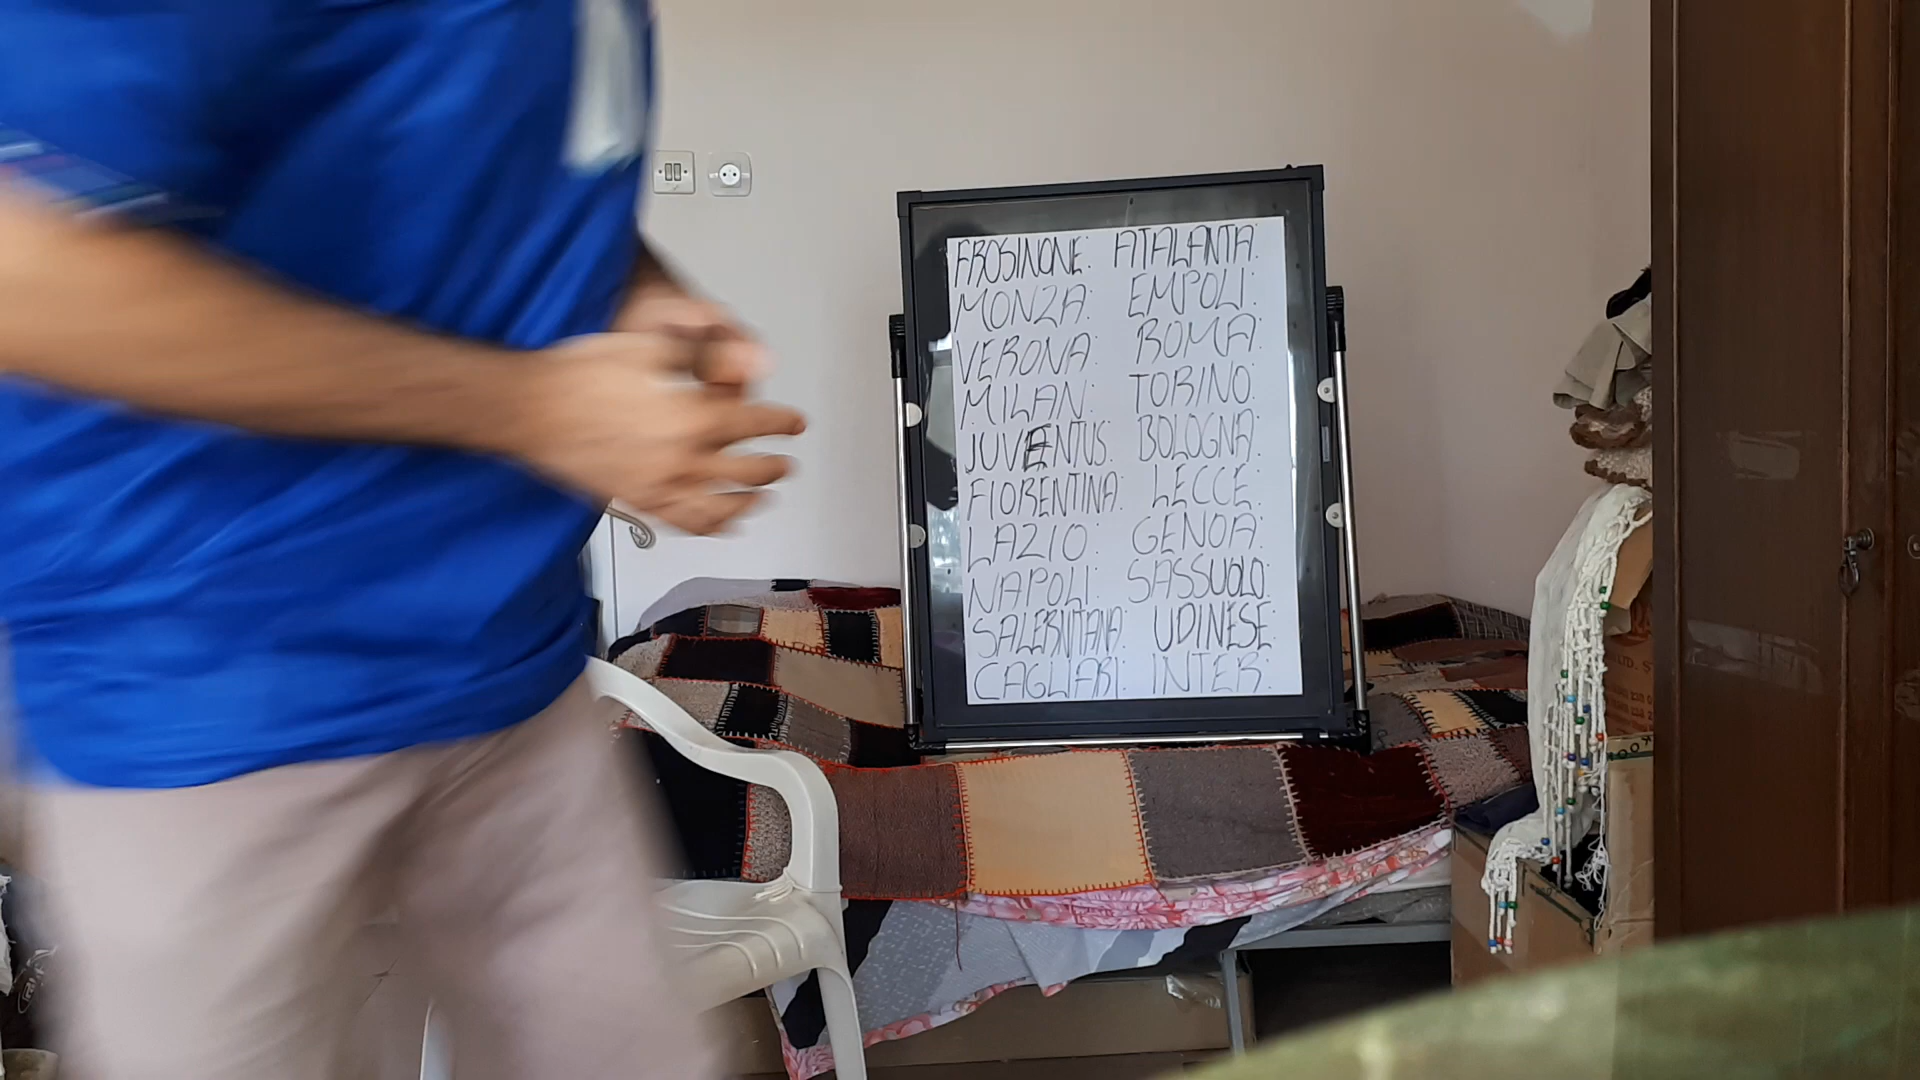 FROSINONE: ATALANTA:
MONZA: EMPOLI:
VERONA: ROMA:
MILAN: TORINO:
JUVENTUS: BOLOGNA:
FIORENTINA: LECCE:
LAZIO: GENOA:
NAPOLI: SASSUOLO:
SALERNITANA: UDINESE:
CAGLIARI: INTER: